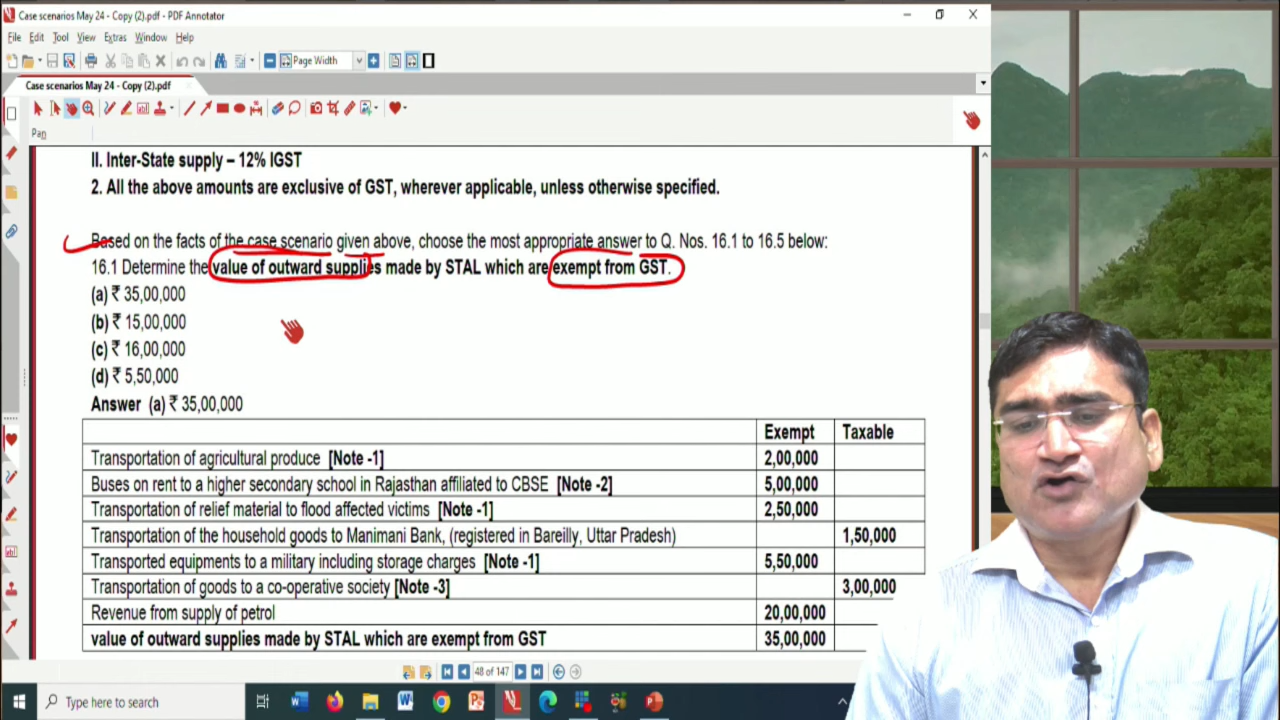 Case scenarios May 24 - Copy (2).pdf - PDF Annotator
File Edit Tool View Extras Window Help
Page Width
Case scenarios May 24 - Copy (2).pdf
Pan
II. Inter-State supply – 12% IGST
2. All the above amounts are exclusive of GST, wherever applicable, unless otherwise specified.
Based on the facts of the case scenario given above, choose the most appropriate answer to Q. Nos. 16.1 to 16.5 below:
16.1 Determine the value of outward supplies made by STAL which are exempt from GST.
(a) ₹ 35,00,000
(b) ₹ 15,00,000
(c) ₹ 16,00,000
(d) ₹ 5,50,000
Answer (a) ₹ 35,00,000
Exempt Taxable
Transportation of agricultural produce [Note -1] 2,00,000
Buses on rent to a higher secondary school in Rajasthan affiliated to CBSE [Note -2] 5,00,000
Transportation of relief material to flood affected victims [Note -1] 2,50,000
Transportation of the household goods to Manimani Bank, (registered in Bareilly, Uttar Pradesh) 1,50,000
Transported equipments to a military including storage charges [Note -1] 5,50,000
Transportation of goods to a co-operative society [Note -3] 3,00,000
Revenue from supply of petrol 20,00,000
value of outward supplies made by STAL which are exempt from GST 35,00,000
48 of 147
Type here to search